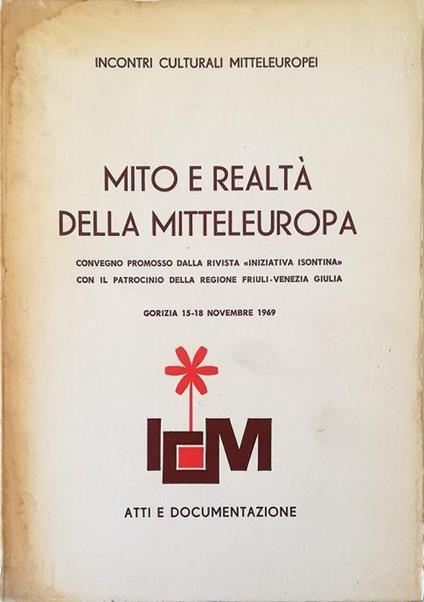 INCONTRI CULTURALI MITTELEUROPEI
MITO E REALTÀ
DELLA MITTELEUROPA
CONVEGNO PROMOSSO DALLA RIVISTA «INIZIATIVA ISONTINA»
CON IL PATROCINIO DELLA REGIONE FRIULI-VENEZIA GIULIA
GORIZIA 15-18 NOVEMBRE 1969
ICM
ATTI E DOCUMENTAZIONE